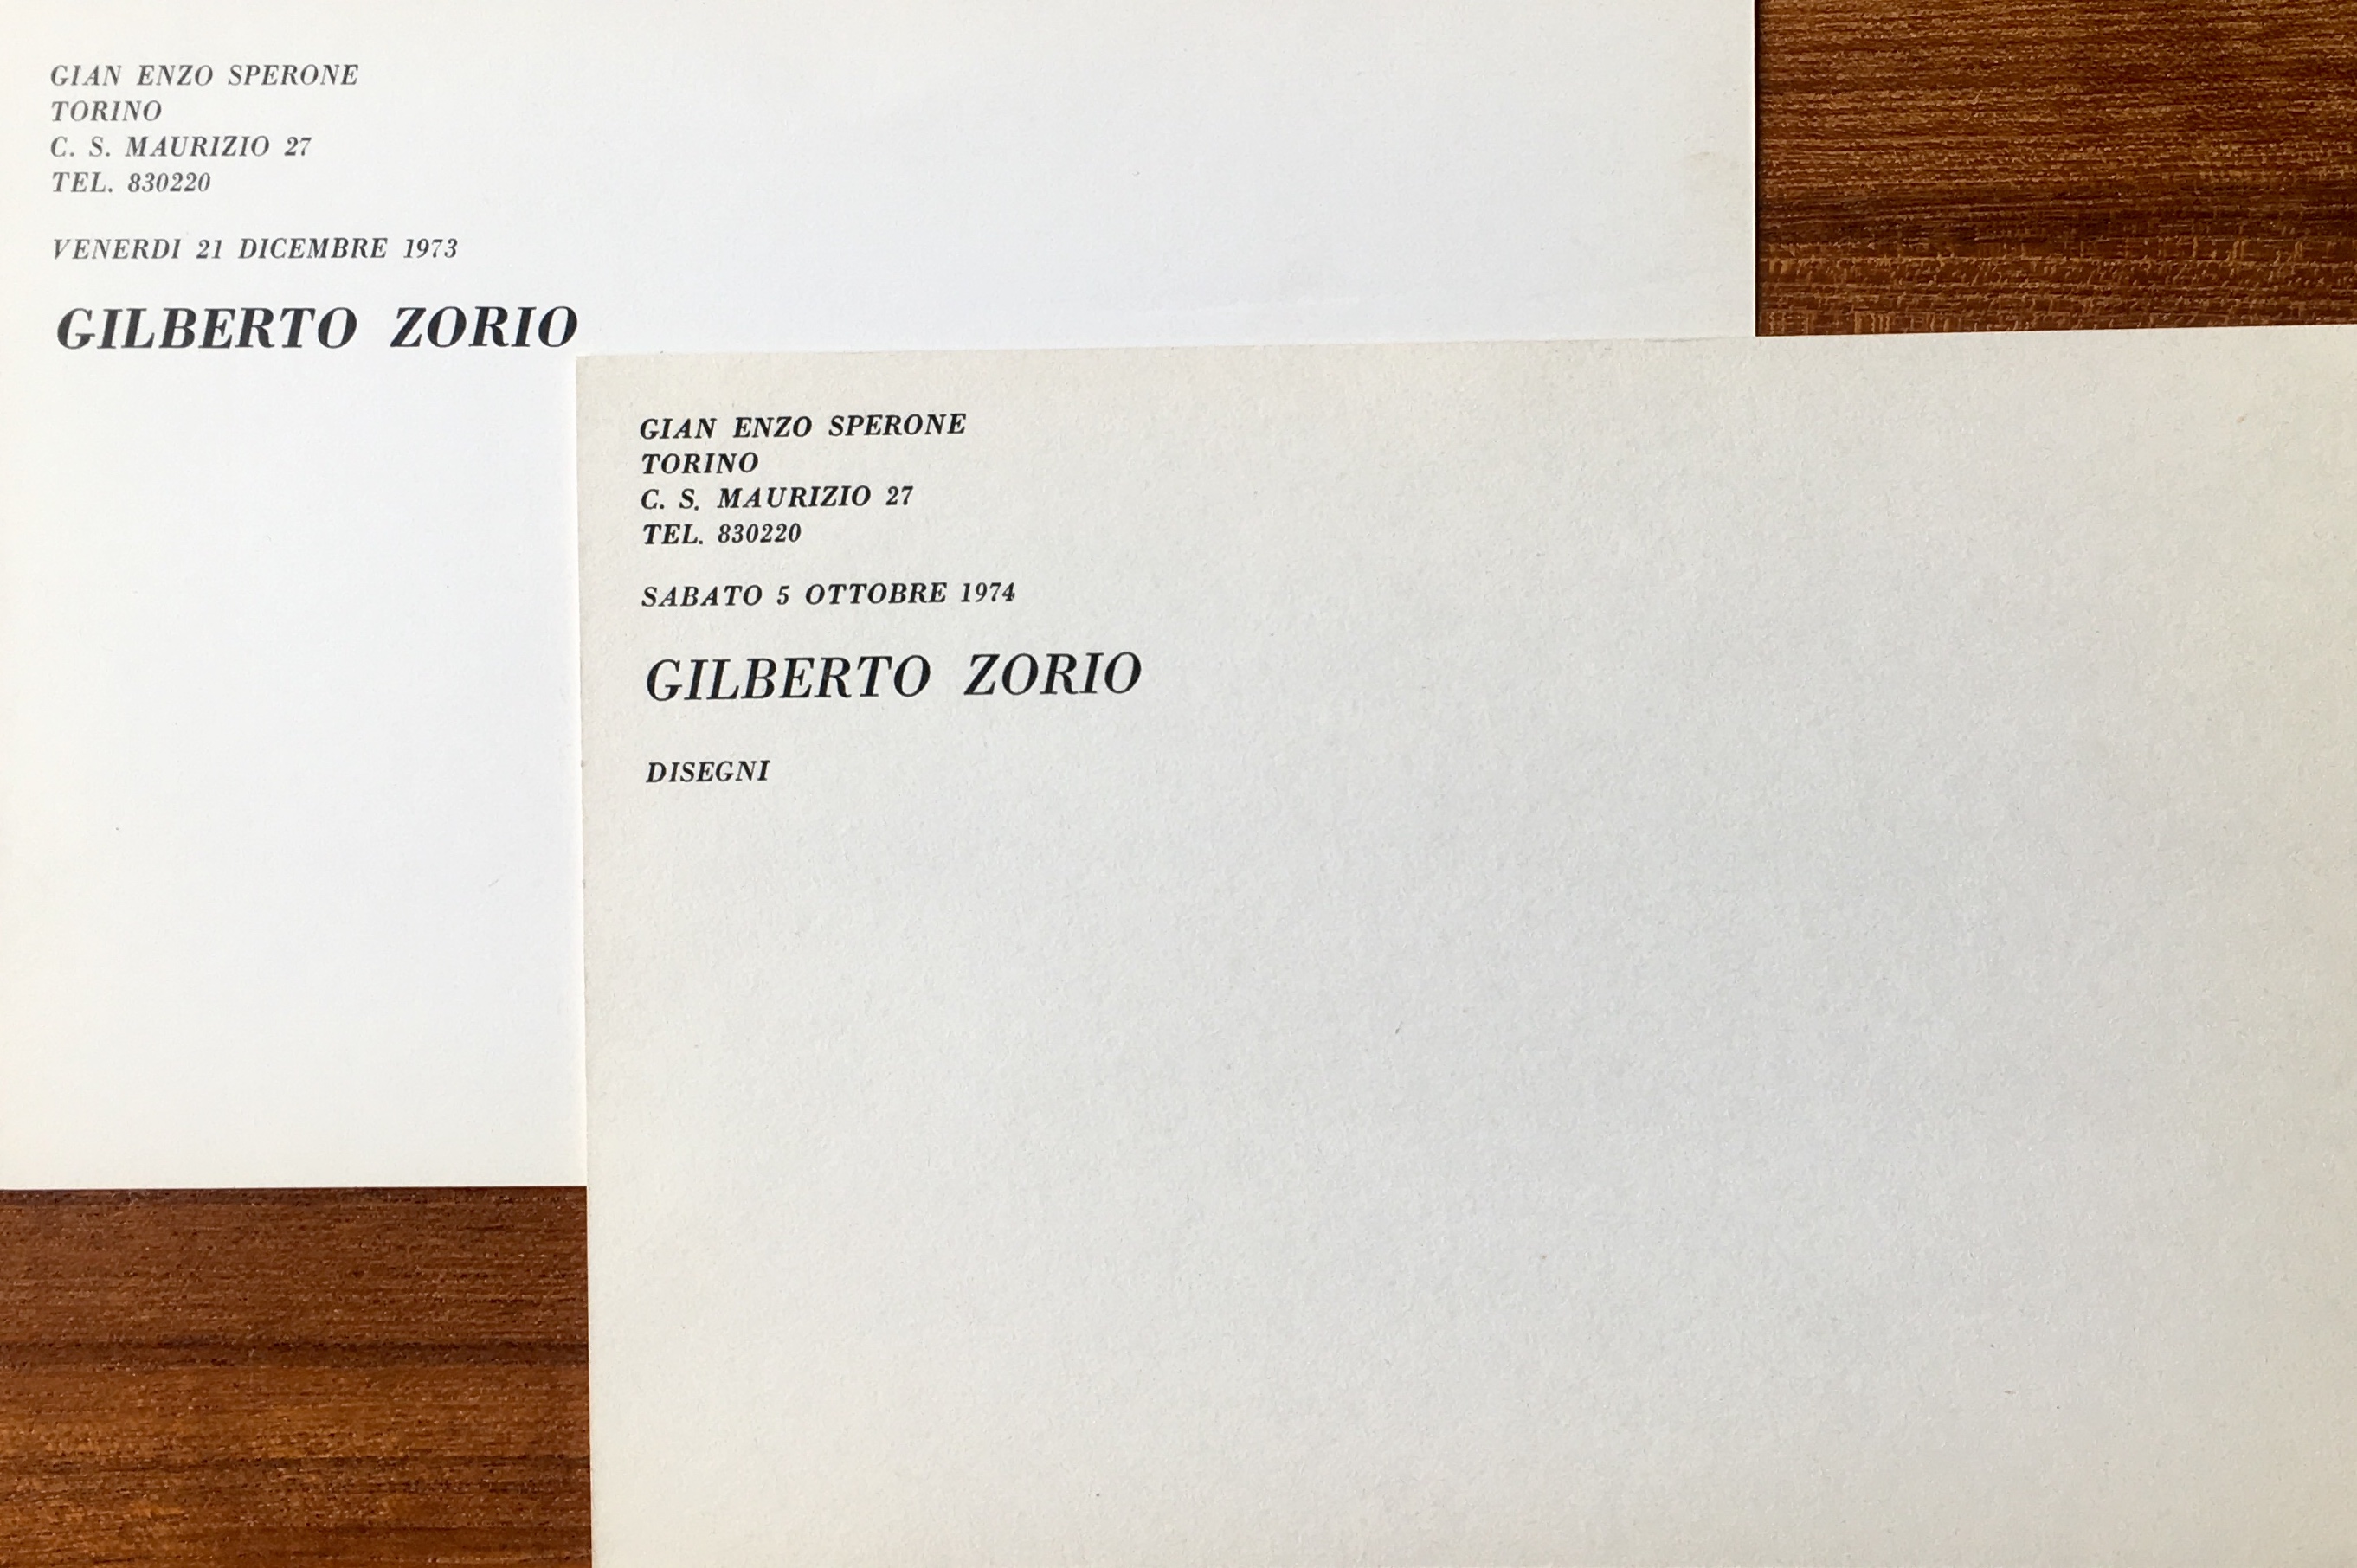 GIAN ENZO SPERONE
TORINO
C. S. MAURIZIO 27
TEL. 830220
VENERDI 21 DICEMBRE 1973
GILBERTO ZORIO
GIAN ENZO SPERONE
TORINO
C. S. MAURIZIO 27
TEL. 830220
SABATO 5 OTTOBRE 1974
GILBERTO ZORIO
DISEGNI